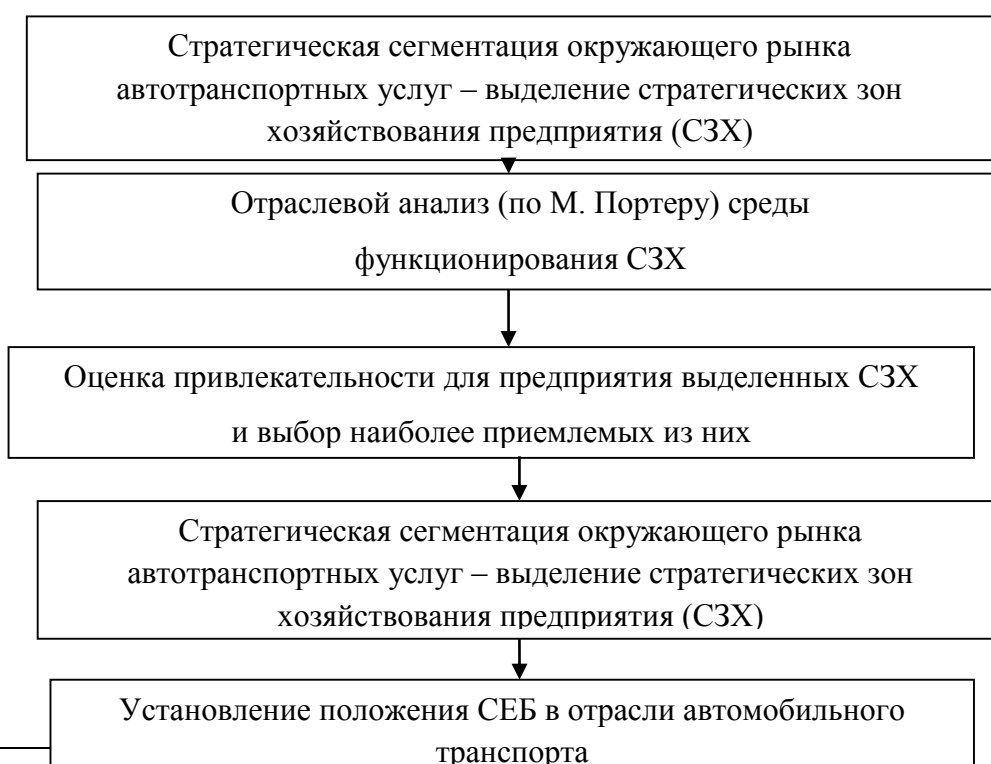 Стратегическая сегментация окружающего рынка
автотранспортных услуг – выделение стратегических зон
хозяйствования предприятия (СЗХ)
Отраслевой анализ (по М. Портеру) среды
функционирования СЗХ
Оценка привлекательности для предприятия выделенных СЗХ
и выбор наиболее приемлемых из них
Стратегическая сегментация окружающего рынка
автотранспортных услуг – выделение стратегических зон
хозяйствования предприятия (СЗХ)
Установление положения СЕБ в отрасли автомобильного
транспорта